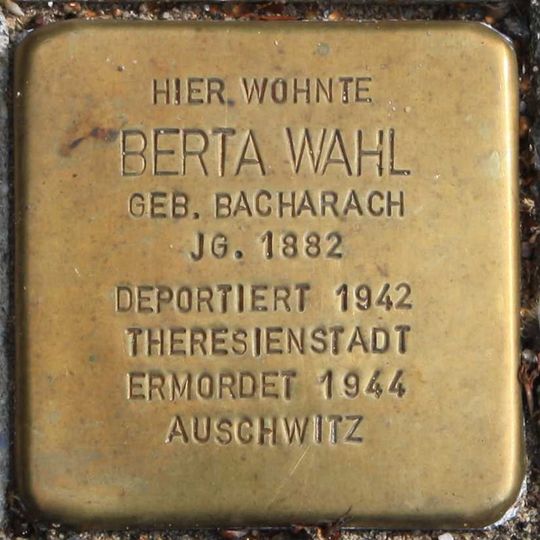 HIER WOHNTE
BERTA WAHL
GEB. BACHARACH
JG. 1882
DEPORTIERT 1942
THERESIENSTADT
ERMORDET 1944
AUSCHWITZ